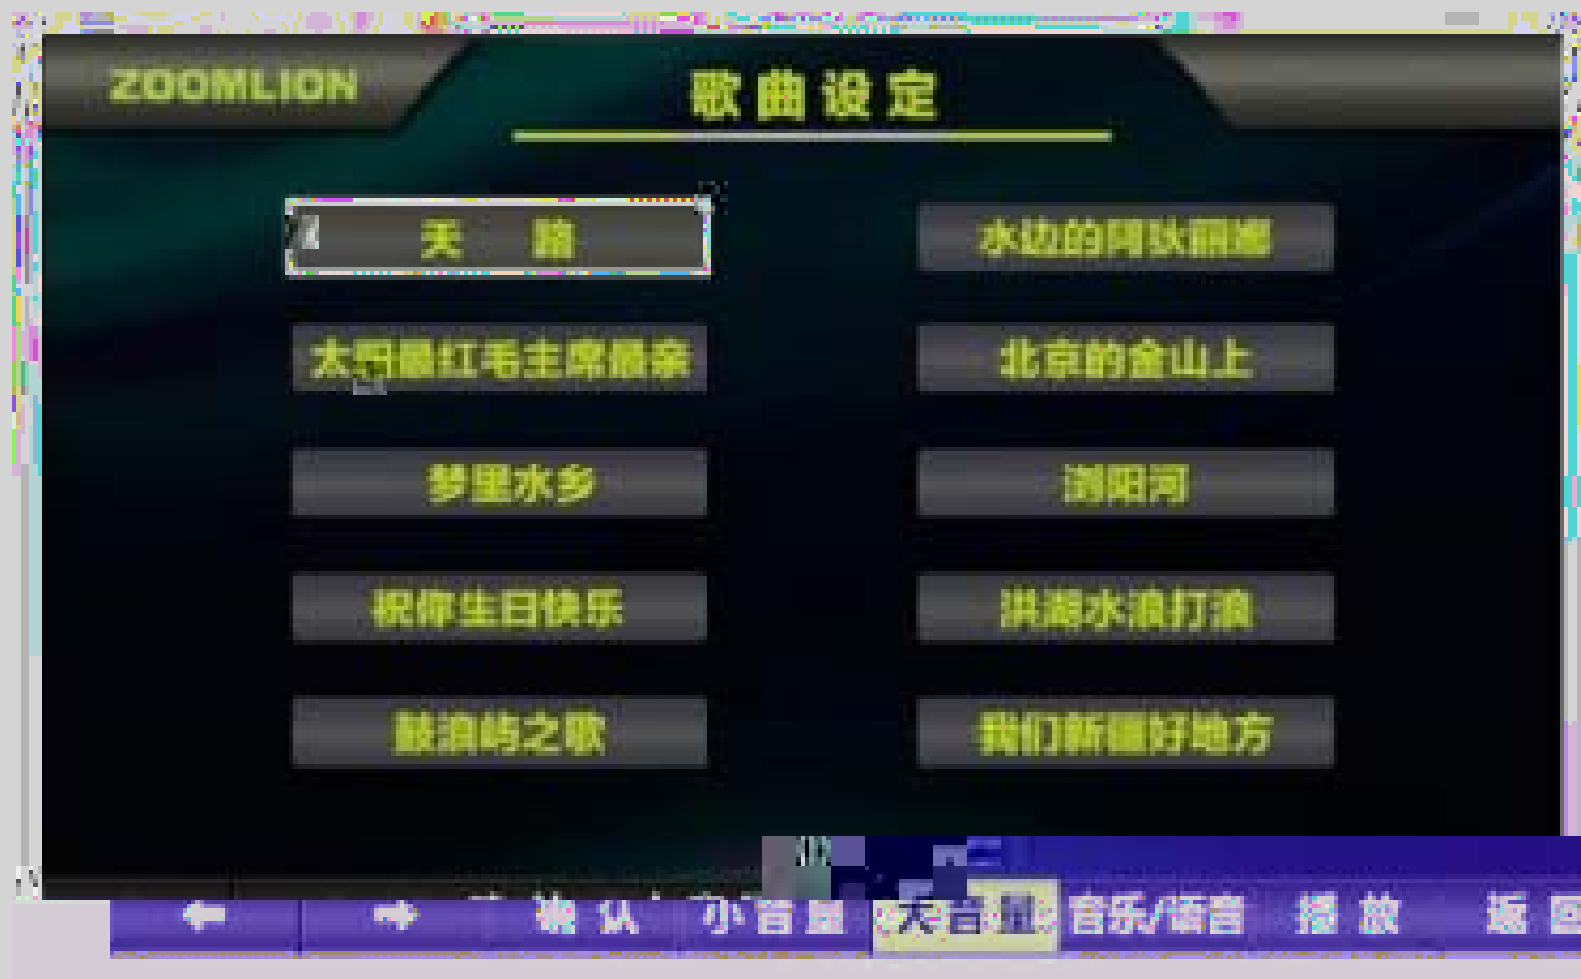 ZOOMLION
歌曲设定
天 路
水边的阿狄丽娜
太阳最红毛主席最亲
北京的金山上
梦里水乡
浏阳河
祝你生日快乐
洪湖水浪打浪
鼓浪屿之歌
我们新疆好地方
确认 小音量 大音量 音乐/语音 播放 返回